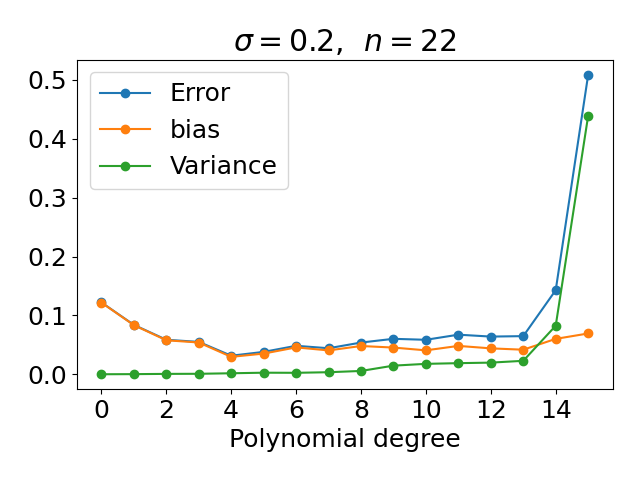 σ = 0.2, n = 22
Error
bias
Variance
0.5
0.4
0.3
0.2
0.1
0.0
0 2 4 6 8 10 12 14
Polynomial degree